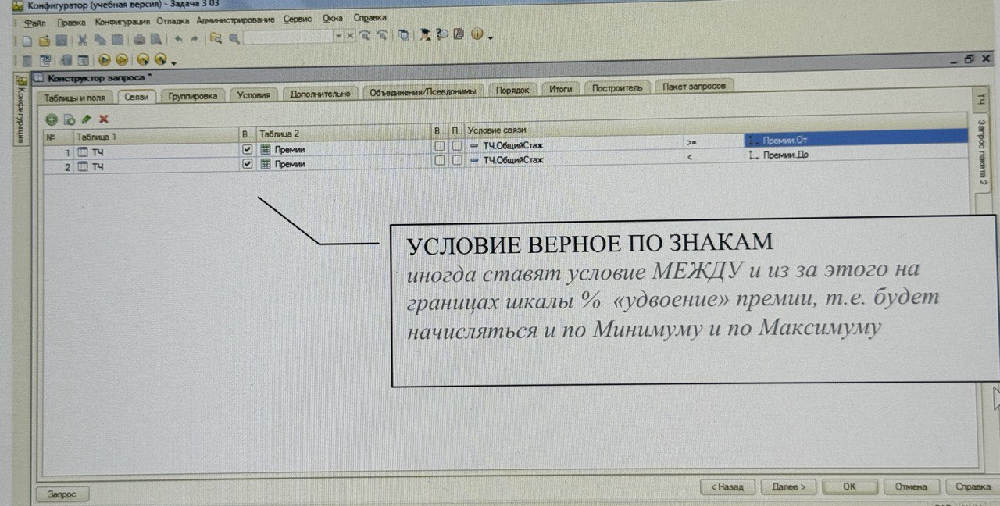 Конфигуратор (учебная версия) - Задача 3 03
Файл Правка Конфигурация Отладка Администрирование Сервис Окна Справка
Конструктор запроса *
Таблицы и поля Связи Группировка Условия Дополнительно Объединения/Псевдонимы Порядок Итоги Построитель Пакет запросов
№ Таблица 1 В... Таблица 2 В... П.. Условие связи
1 ТЧ Премии ТЧ.ОбщийСтаж >= Премии.От
2 ТЧ Премии ТЧ.ОбщийСтаж < Премии.До
Конфигурация
ТЧ
Запрос пакета 2
УСЛОВИЕ ВЕРНОЕ ПО ЗНАКАМ
иногда ставят условие МЕЖДУ и из за этого на
границах шкалы % «удвоение» премии, т.е. будет
начисляться и по Минимуму и по Максимуму
Запрос
< Назад Далее > OK Отмена Справка